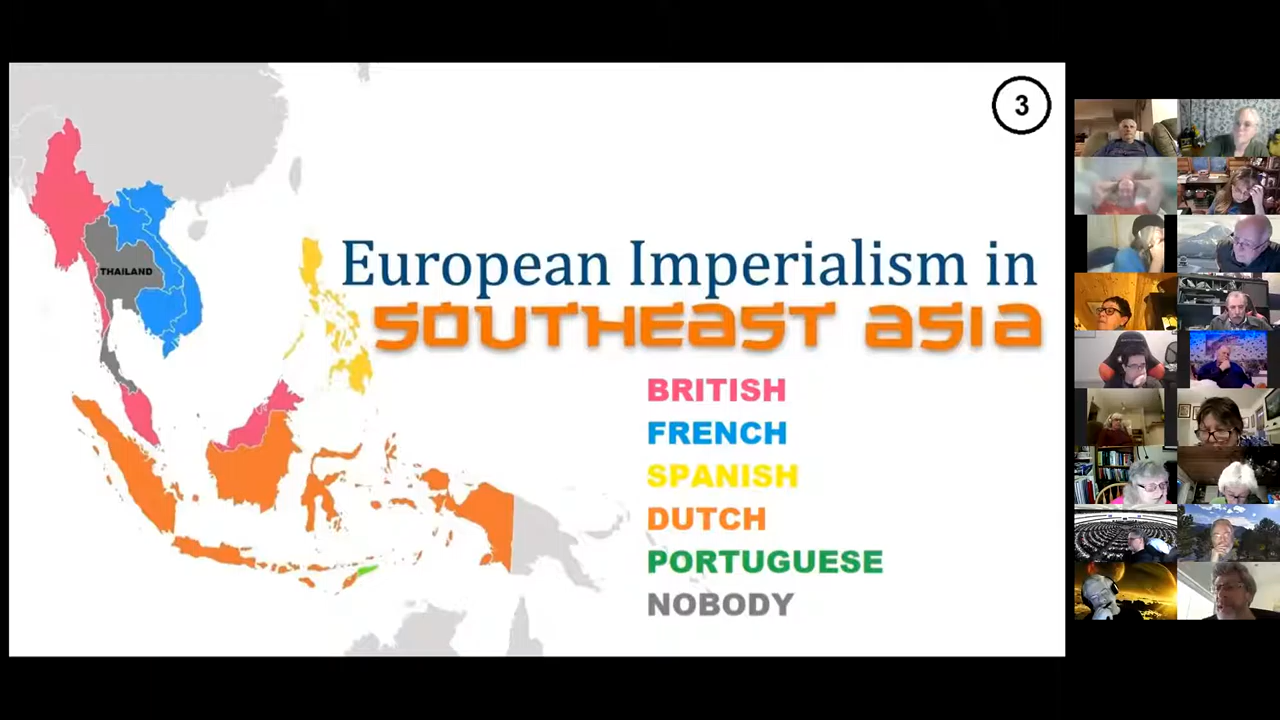 3
THAILAND
European Imperialism in
SOUTHEAST ASIA
BRITISH
FRENCH
SPANISH
DUTCH
PORTUGUESE
NOBODY